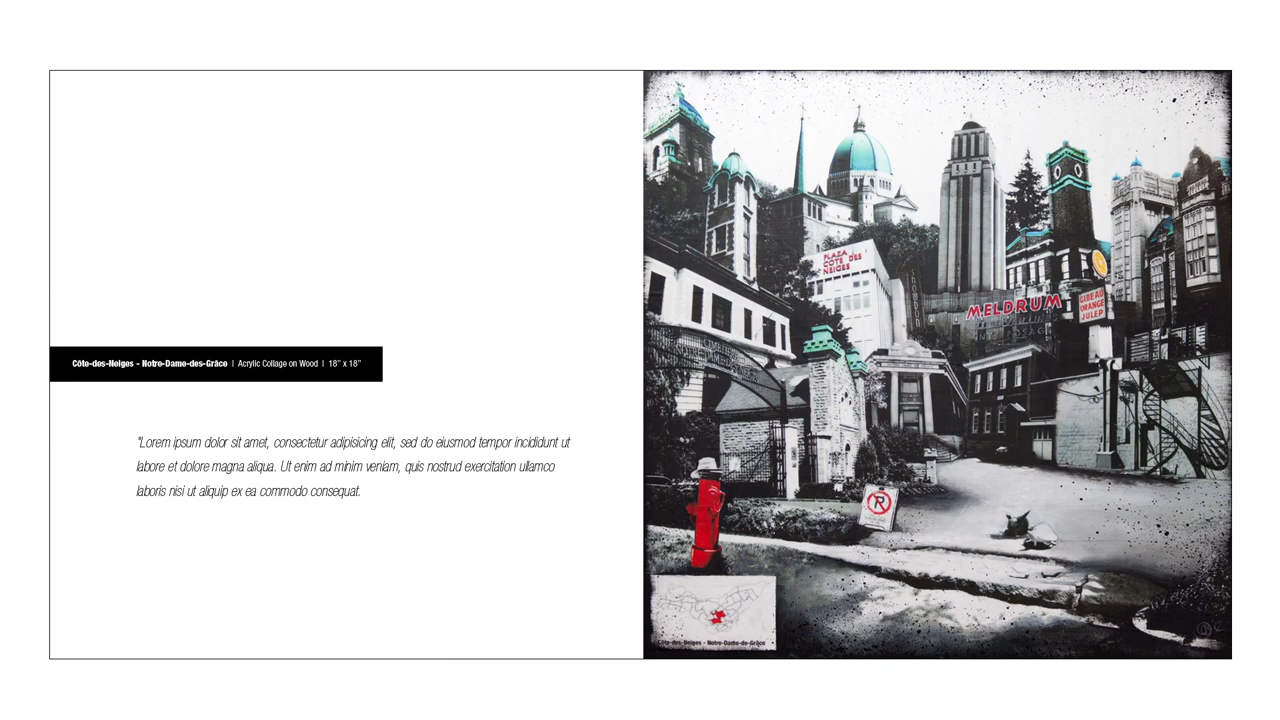 Côte-des-Neiges - Notre-Dame-des-Grâce | Acrylic Collage on Wood | 18” x 18”
“Lorem ipsum dolor sit amet, consectetur adipisicing elit, sed do eiusmod tempor incididunt ut
labore et dolore magna aliqua. Ut enim ad minim veniam, quis nostrud exercitation ullamco
laboris nisi ut aliquip ex ea commodo consequat.
PLAZA
COTE des
NEIGES
SNOWDON
MELDRUM
GIBEAU
ORANGE
JULEP
P
Côte-des-Neiges - Notre-Dame-de-Grâce